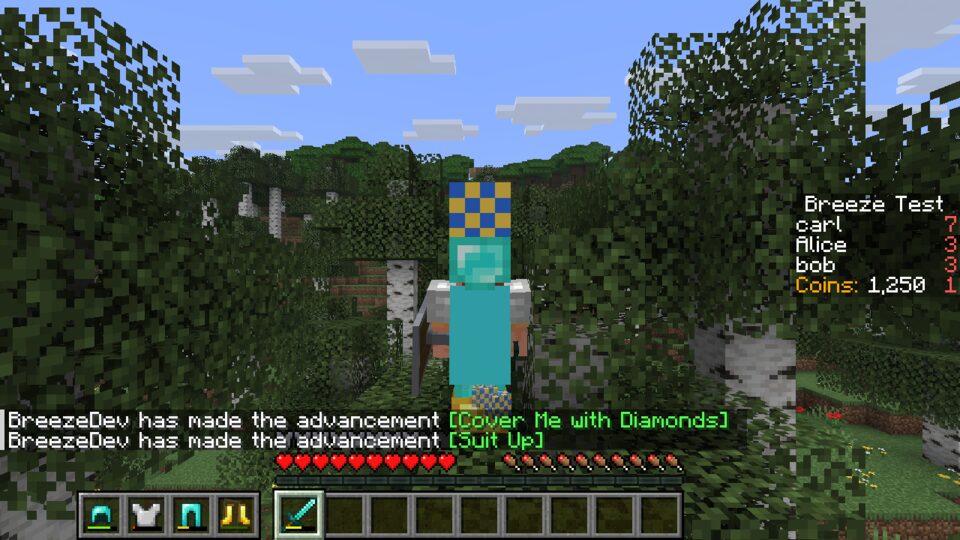 Breeze Test
carl 7
Alice 3
bob 3
Coins: 1,250 1
BreezeDev has made the advancement [Cover Me with Diamonds]
BreezeDev has made the advancement [Suit Up]